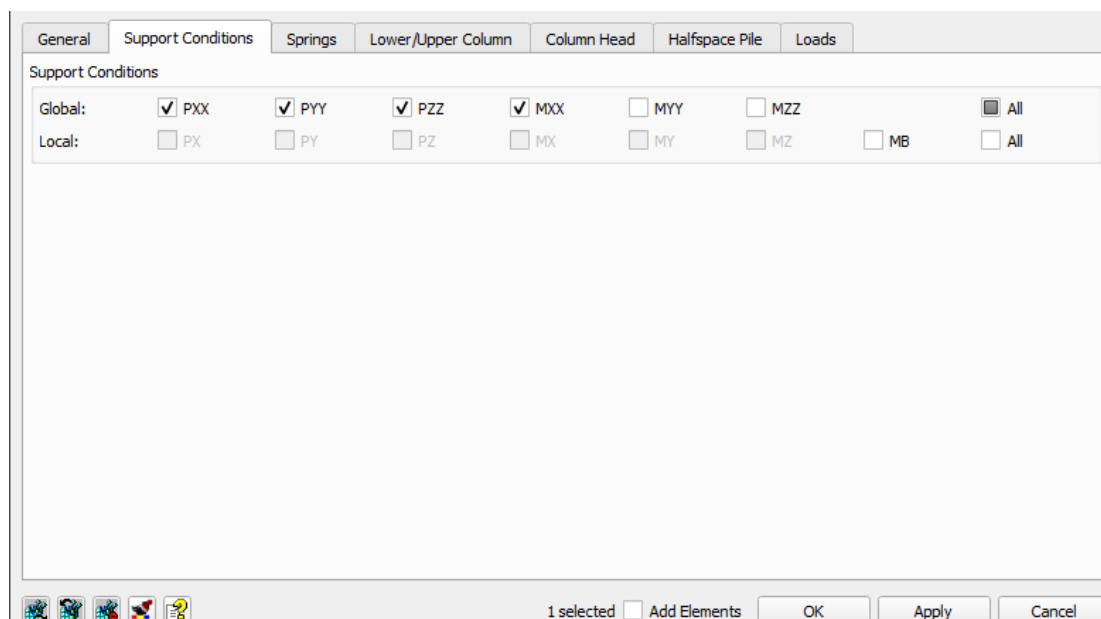 General Support Conditions Springs Lower/Upper Column Column Head Halfspace Pile Loads
Support Conditions
Global: PXX PYY PZZ MXX MYY MZZ All
Local: PX PY PZ MX MY MZ MB All
1 selected Add Elements OK Apply Cancel